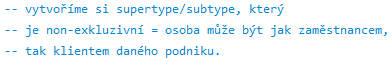 -- vytvoříme si supertype/subtype, který
-- je non-exkluzivní = osoba může být jak zaměstnancem,
-- tak klientem daného podniku.